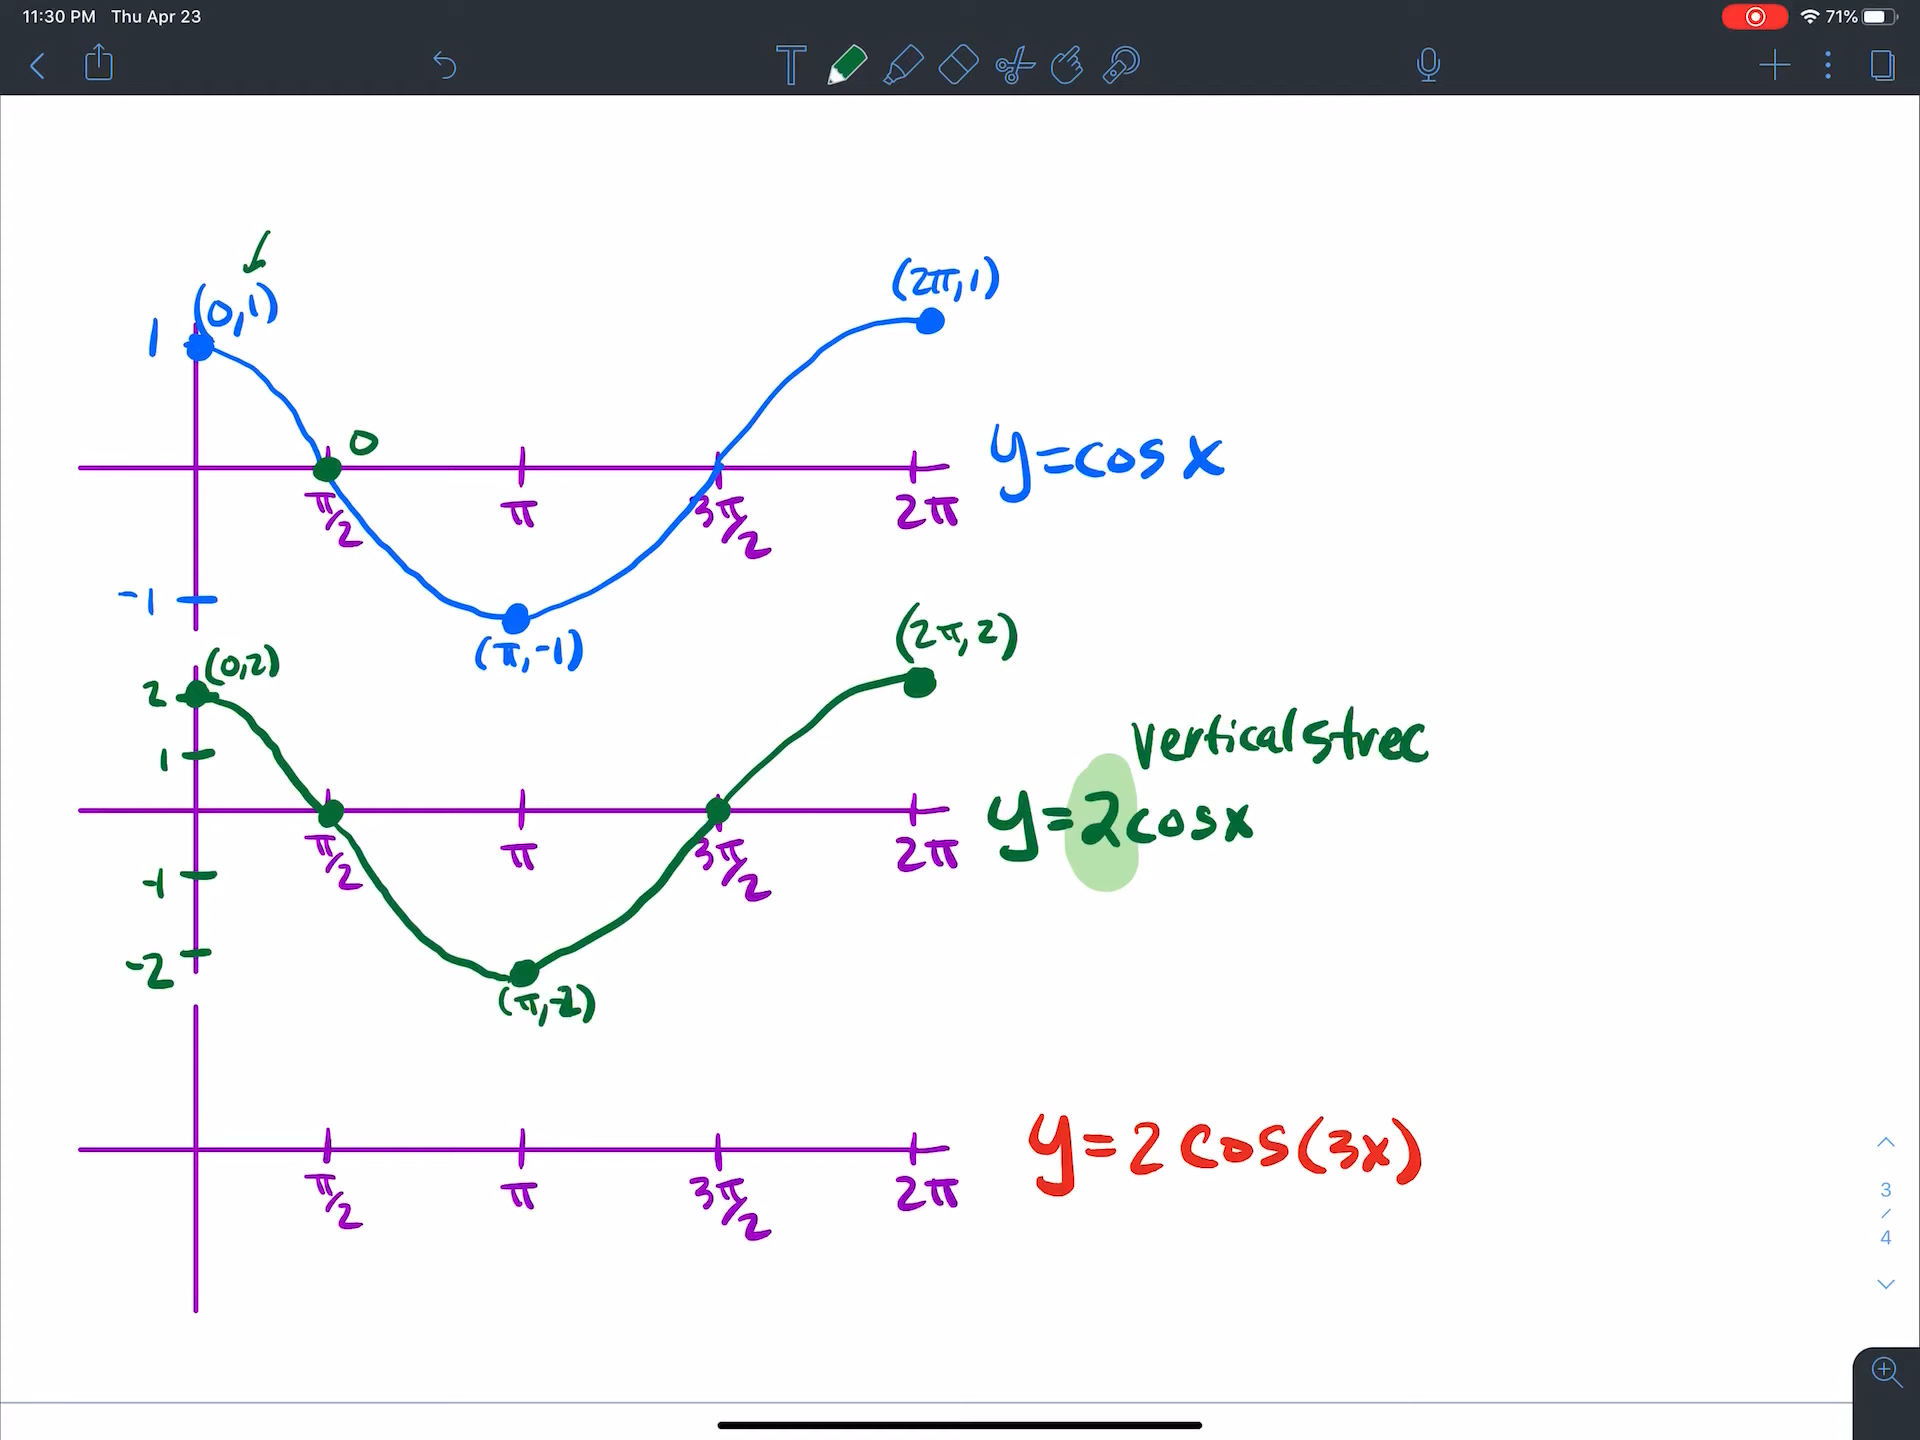 11:30 PM Thu Apr 23
71%
T
(2π,1)
(0,1)
1
0
y=cos x
π/2 π 3π/2 2π
-1
(π,-1)
(2π,2)
(0,2)
2
vertical strec
1
y=2cosx
π/2 π 3π/2 2π
-1
-2
(π,-2)
y=2cos(3x)
π/2 π 3π/2 2π
3
/
4